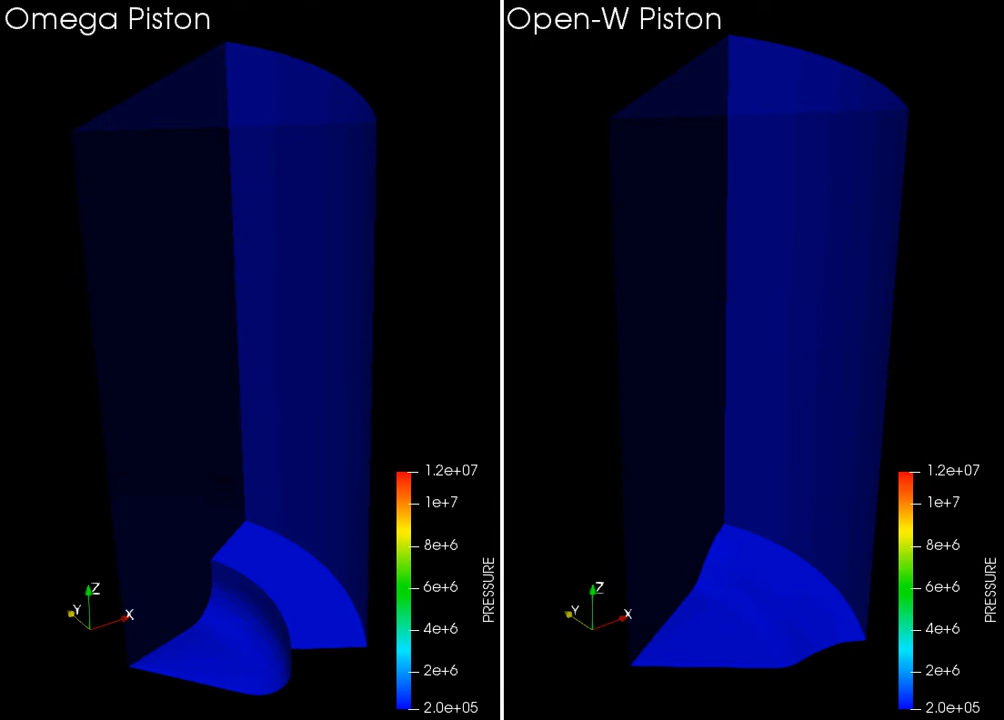 Omega Piston
1.2e+07
1e+7
8e+6
6e+6
4e+6
2e+6
2.0e+05
PRESSURE
Z
Y
X
Open-W Piston
1.2e+07
1e+7
8e+6
6e+6
4e+6
2e+6
2.0e+05
PRESSURE
Z
Y
X